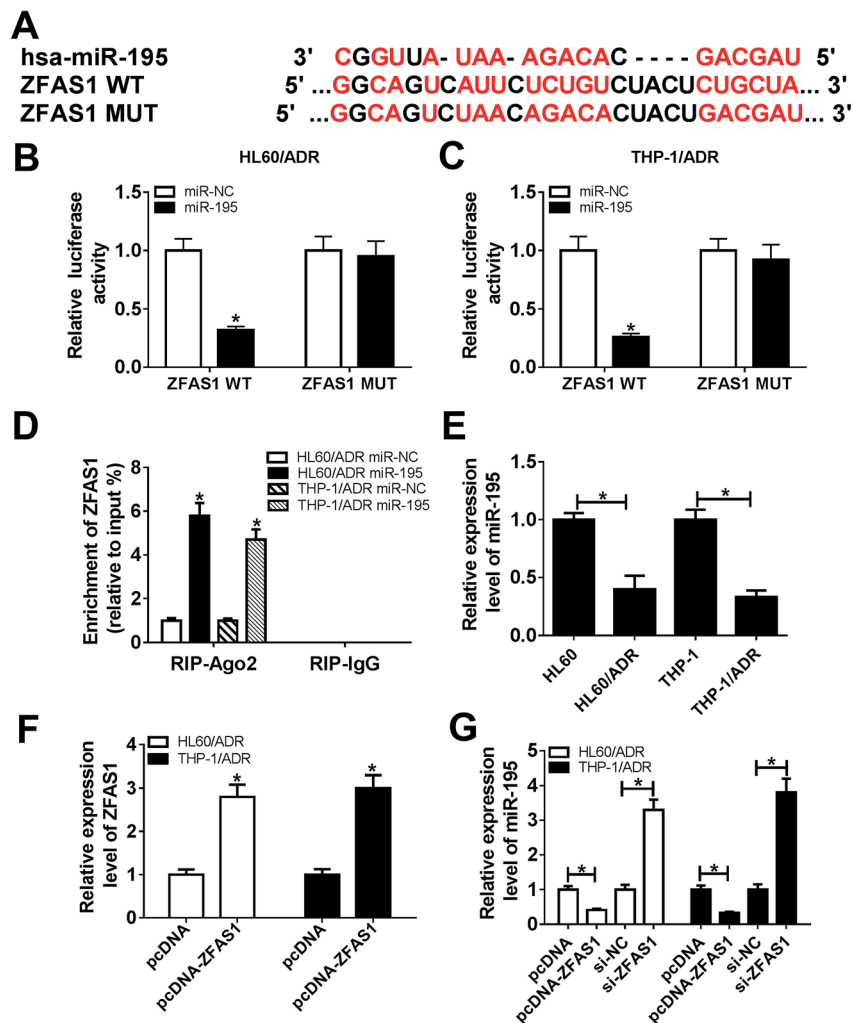 A
hsa-miR-195 3' CGGUUA- UAA- AGACAC - - - - GACGAU 5'
ZFAS1 WT 5' ...GGCAGUCAUUCUCUGUCUACUCUGCUA... 3'
ZFAS1 MUT 5' ...GGCAGUCUAACAGACACUACUGACGAU... 3'
B
HL60/ADR
miR-NC
miR-195
Relative luciferase activity
1.5
1.0
0.5
0.0
*
ZFAS1 WT
ZFAS1 MUT
C
THP-1/ADR
miR-NC
miR-195
Relative luciferase activity
1.5
1.0
0.5
0.0
*
ZFAS1 WT
ZFAS1 MUT
D
HL60/ADR miR-NC
HL60/ADR miR-195
THP-1/ADR miR-NC
THP-1/ADR miR-195
Enrichment of ZFAS1
(relative to input %)
8
6
4
2
0
*
*
RIP-Ago2
RIP-IgG
E
Relative expression
level of miR-195
1.5
1.0
0.5
0.0
*
*
HL60
HL60/ADR
THP-1
THP-1/ADR
F
HL60/ADR
THP-1/ADR
Relative expression
level of ZFAS1
4
3
2
1
0
*
*
pcDNA
pcDNA-ZFAS1
pcDNA
pcDNA-ZFAS1
G
HL60/ADR
THP-1/ADR
Relative expression
level of miR-195
5
4
3
2
1
0
*
*
*
*
pcDNA
pcDNA-ZFAS1
si-NC
si-ZFAS1
pcDNA
pcDNA-ZFAS1
si-NC
si-ZFAS1